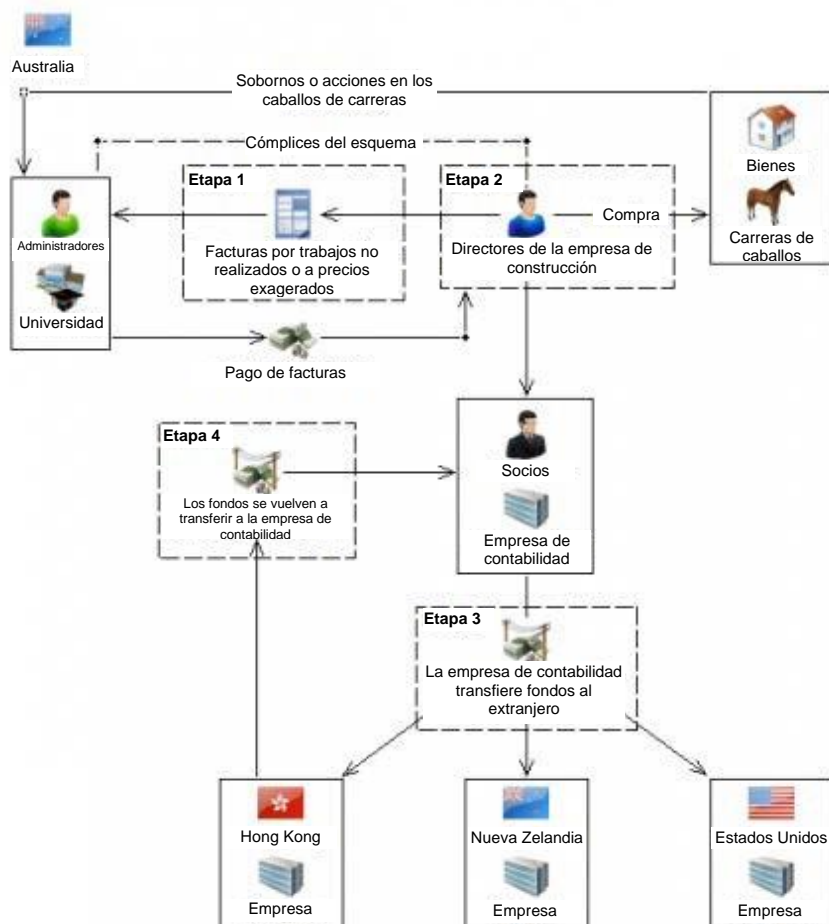 Australia
Sobornos o acciones en los
caballos de carreras
Cómplices del esquema
Etapa 1
Etapa 2
Bienes
Compra
Administradores
Facturas por trabajos no
realizados o a precios
exagerados
Directores de la empresa de
construcción
Carreras de
caballos
Universidad
Pago de facturas
Etapa 4
Los fondos se vuelven a
transferir a la empresa de
contabilidad
Socios
Empresa de
contabilidad
Etapa 3
La empresa de contabilidad
transfiere fondos al
extranjero
Hong Kong
Empresa
Nueva Zelandia
Empresa
Estados Unidos
Empresa